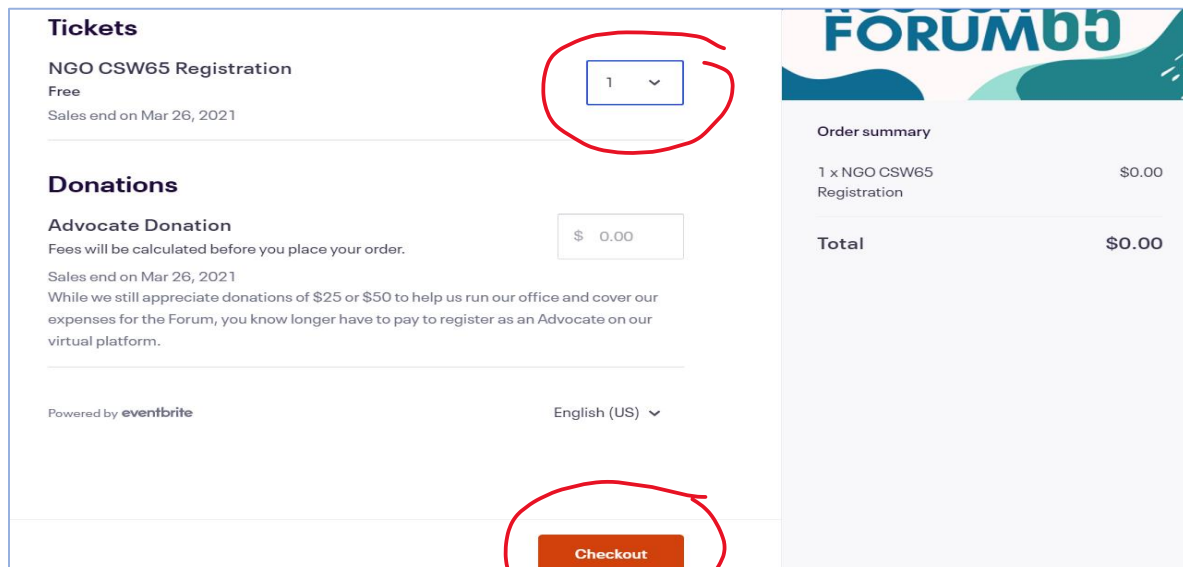 Tickets
NGO CSW65 Registration
Free
Sales end on Mar 26, 2021
1
Donations
Advocate Donation
Fees will be calculated before you place your order.
$ 0.00
Sales end on Mar 26, 2021
While we still appreciate donations of $25 or $50 to help us run our office and cover our
expenses for the Forum, you know longer have to pay to register as an Advocate on our
virtual platform.
Powered by eventbrite
English (US)
Checkout
NGO CSW
FORUM65
Order summary
1 x NGO CSW65 $0.00
Registration
Total $0.00